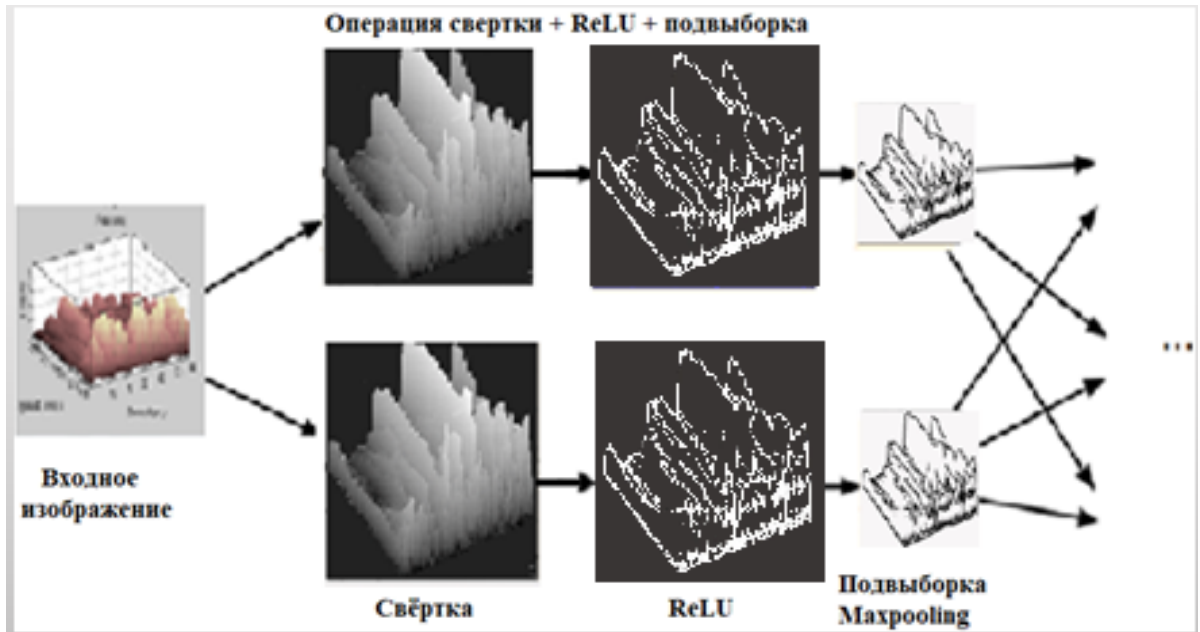 Операция свертки + ReLU + подвыборка
Входное
изображение
Свёртка
ReLU
Подвыборка
Maxpooling
...